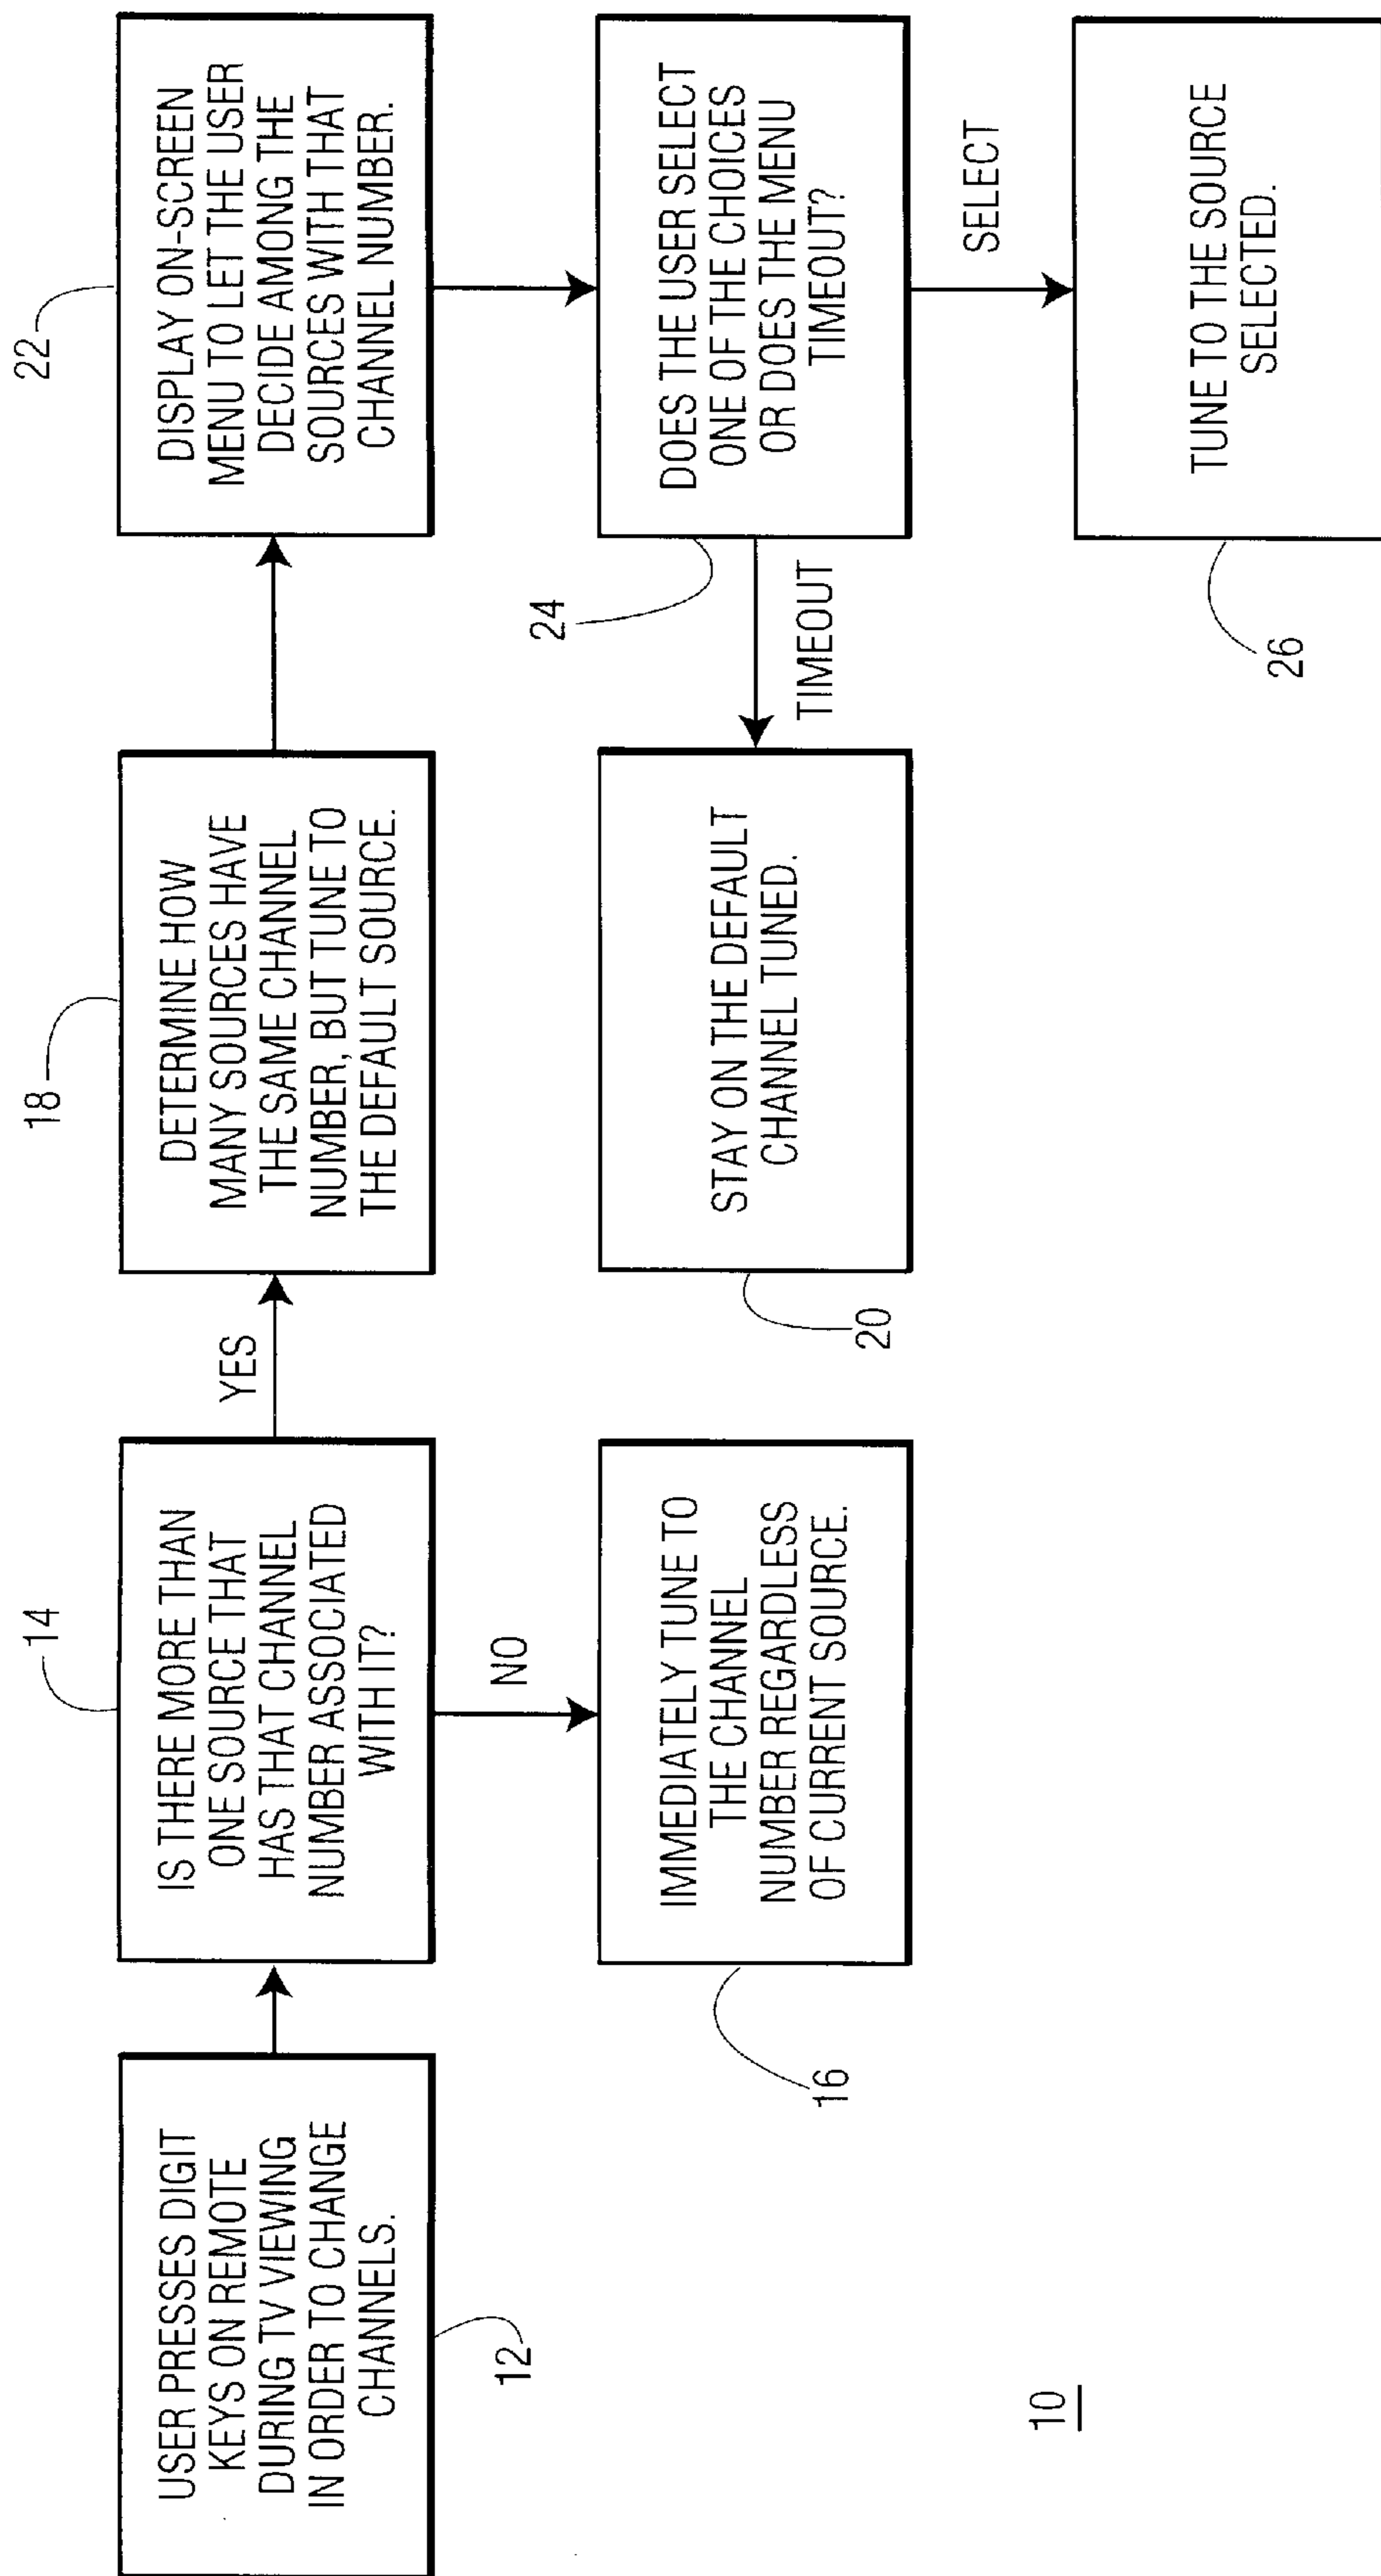 USER PRESSES DIGIT
KEYS ON REMOTE
DURING TV VIEWING
IN ORDER TO CHANGE
CHANNELS.
12
14
IS THERE MORE THAN
ONE SOURCE THAT
HAS THAT CHANNEL
NUMBER ASSOCIATED
WITH IT?
YES
NO
IMMEDIATELY TUNE TO
THE CHANNEL
NUMBER REGARDLESS
OF CURRENT SOURCE.
16
18
DETERMINE HOW
MANY SOURCES HAVE
THE SAME CHANNEL
NUMBER, BUT TUNE TO
THE DEFAULT SOURCE.
22
DISPLAY ON-SCREEN
MENU TO LET THE USER
DECIDE AMONG THE
SOURCES WITH THAT
CHANNEL NUMBER.
24
DOES THE USER SELECT
ONE OF THE CHOICES
OR DOES THE MENU
TIMEOUT?
TIMEOUT
STAY ON THE DEFAULT
CHANNEL TUNED.
20
SELECT
TUNE TO THE SOURCE
SELECTED.
26
10